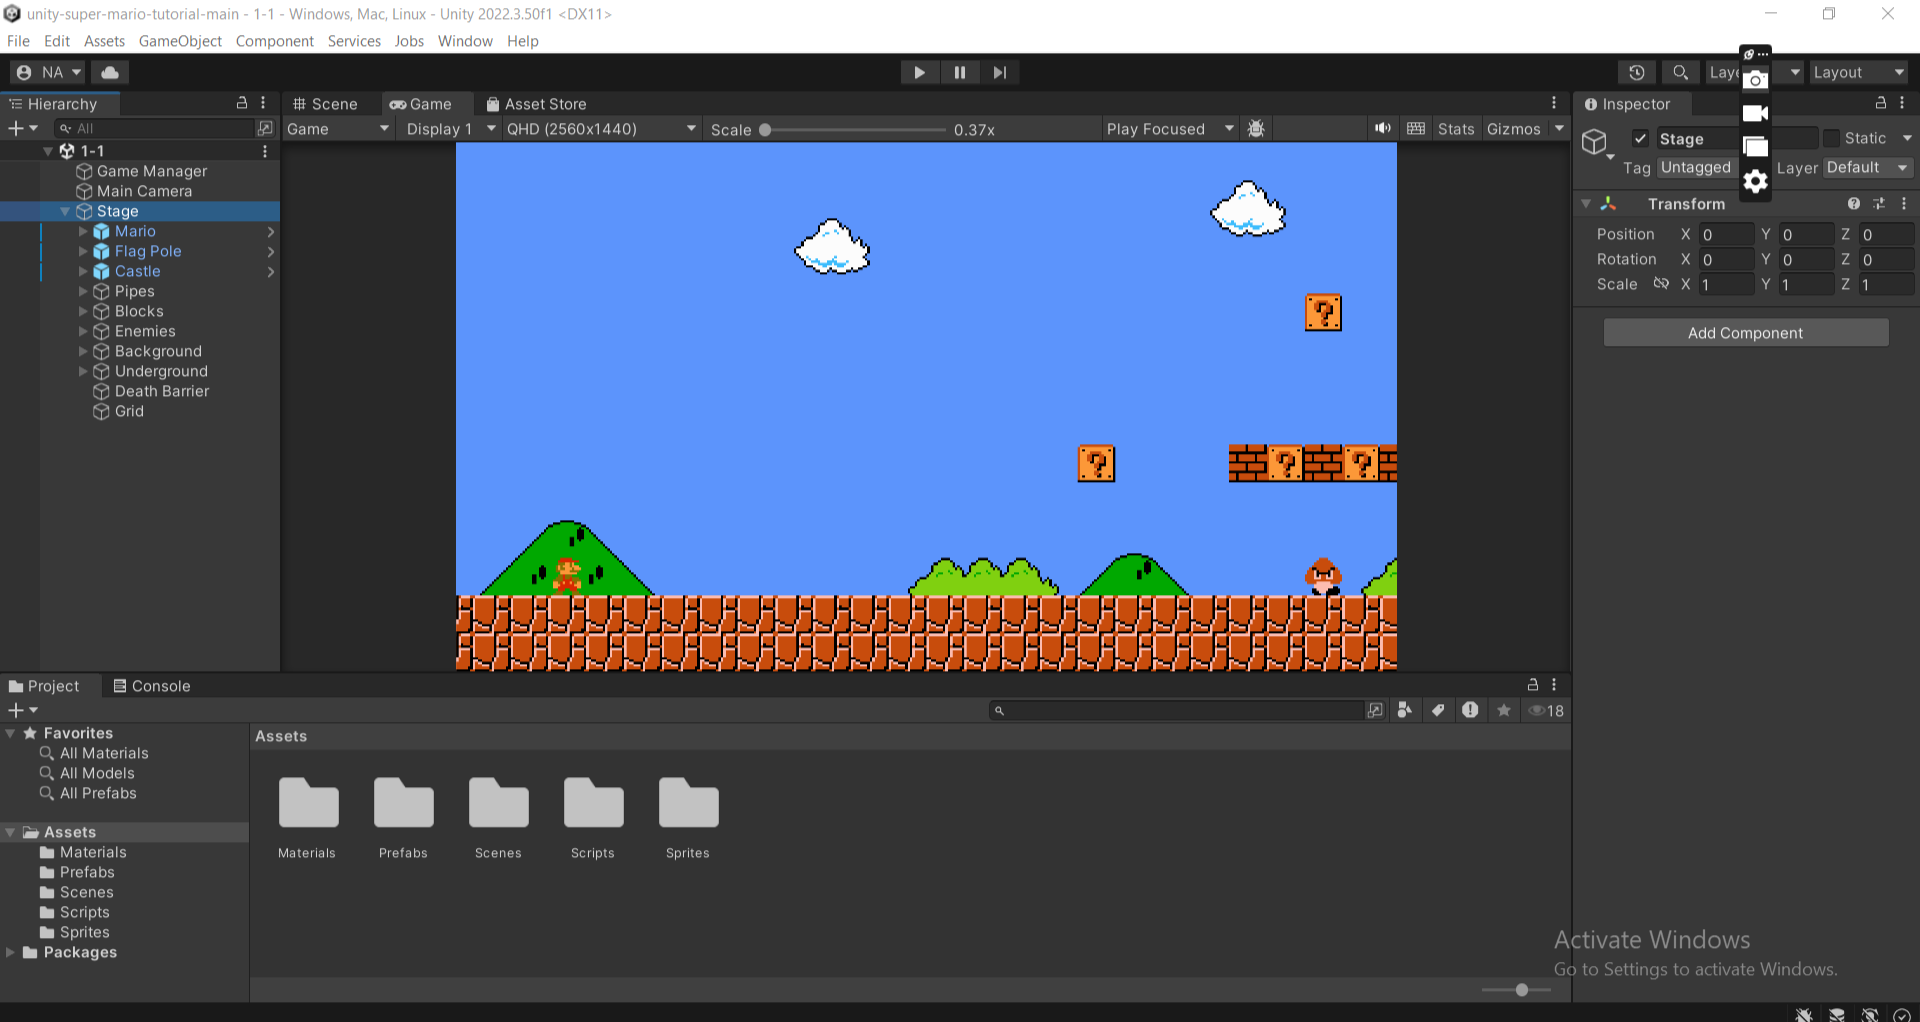 unity-super-mario-tutorial-main - 1-1 - Windows, Mac, Linux - Unity 2022.3.50f1 <DX11>
File Edit Assets GameObject Component Services Jobs Window Help
NA Layout
Hierarchy Scene Game Asset Store Inspector
All Game Display 1 QHD (2560x1440) Scale 0.37x Play Focused Stats Gizmos
1-1
Game Manager
Main Camera
Stage
Mario
Flag Pole
Castle
Pipes
Blocks
Enemies
Background
Underground
Death Barrier
Grid
?
?
? ?
Stage Static
Tag Untagged Layer Default
Transform
Position X 0 Y 0 Z 0
Rotation X 0 Y 0 Z 0
Scale X 1 Y 1 Z 1
Add Component
Project Console
18
Favorites
All Materials
All Models
All Prefabs
Assets
Materials
Prefabs
Scenes
Scripts
Sprites
Packages
Assets
Materials Prefabs Scenes Scripts Sprites
Activate Windows
Go to Settings to activate Windows.